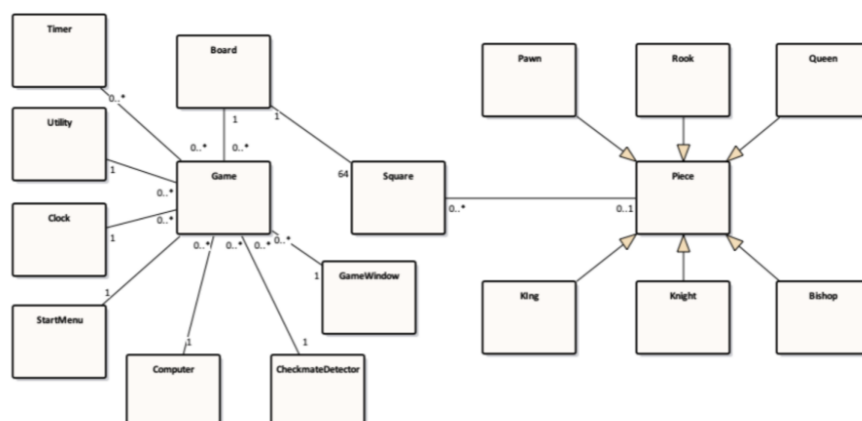 Timer
Board
Pawn
Rook
Queen
0..*
Utility
1
1
0..*
0..*
1
Game
64
Square
Piece
0..*
Clock
0..*
0..*
0..1
1
0..*
0..*
0..*
0..*
1
GameWindow
1
StartMenu
KIng
Knight
Bishop
1
1
Computer
CheckmateDetector